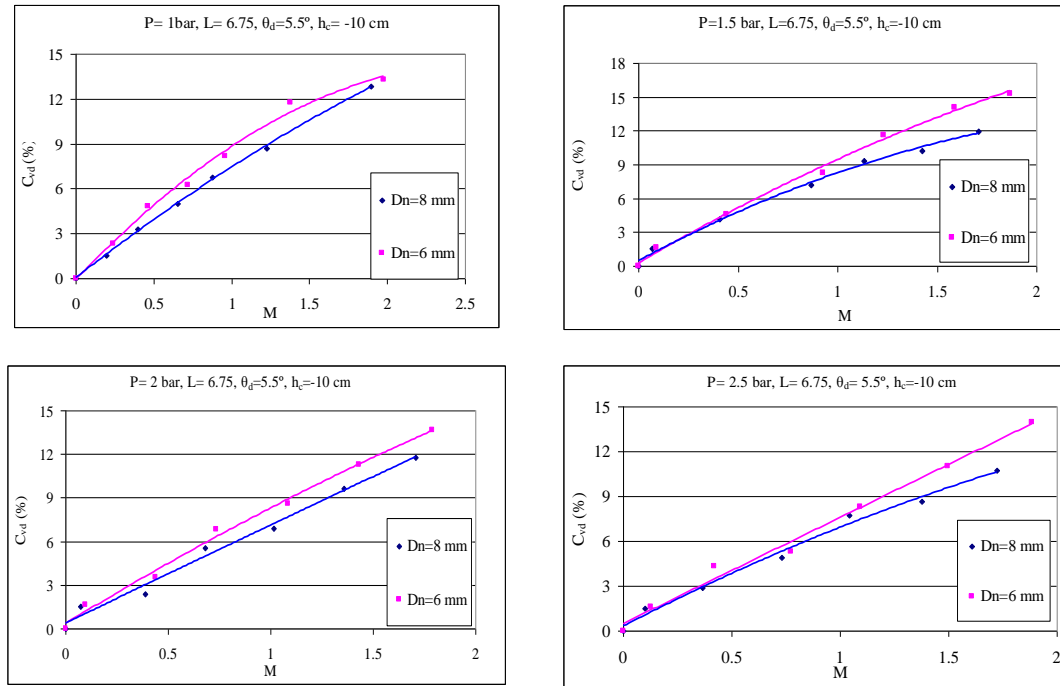 P= 1bar, L= 6.75, θd=5.5º, hc= -10 cm
15
12
9
6
3
0
Cvd (%)
Dn=8 mm
Dn=6 mm
0 0.5 1 1.5 2 2.5
M
P=1.5 bar, L=6.75, θd=5.5º, hc=-10 cm
18
15
12
9
6
3
0
Cvd (%)
Dn=8 mm
Dn=6 mm
0 0.5 1 1.5 2
M
P= 2 bar, L= 6.75, θd=5.5º, hc=-10 cm
15
12
9
6
3
0
Cvd (%)
Dn=8 mm
Dn=6 mm
0 0.5 1 1.5 2
M
P= 2.5 bar, L= 6.75, θd= 5.5º, hc=-10 cm
15
12
9
6
3
0
Cvd (%)
Dn=8 mm
Dn=6 mm
0 0.5 1 1.5 2
M